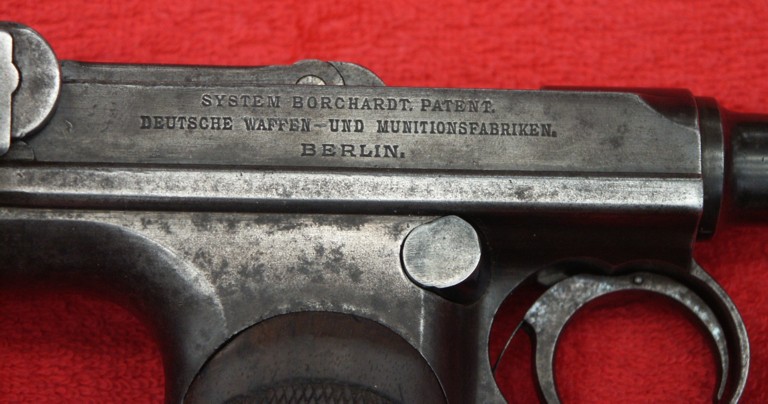 SYSTEM BORCHARDT. PATENT.
DEUTSCHE WAFFEN-UND MUNITIONSFABRIKEN.
BERLIN.